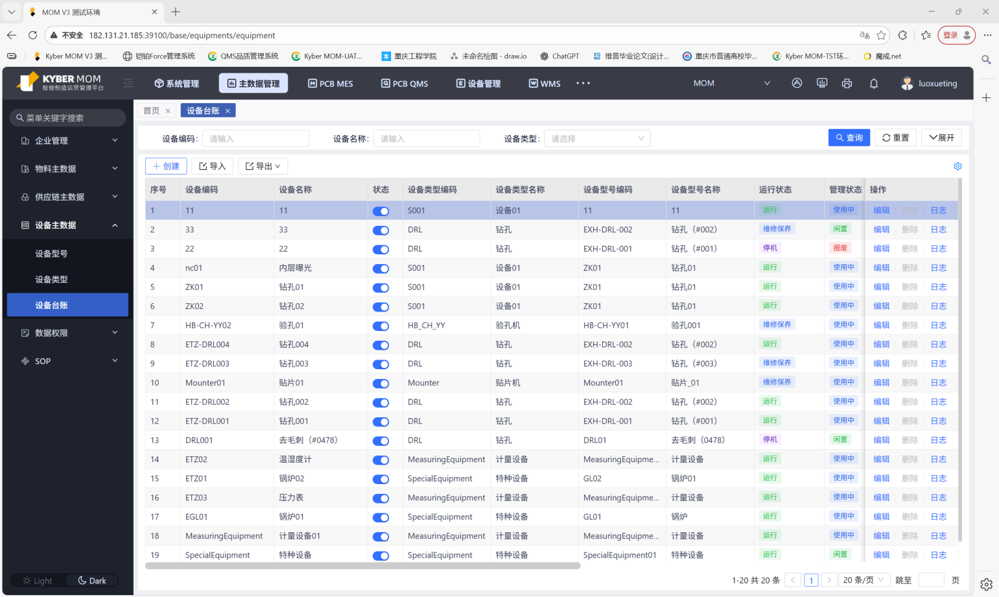 MOM V3 测试环境
不安全 182.131.21.185:39100/base/equipments/equipment
登录
Kyber MOM V3 测... 铠铂Force管理系统 QMS品质管理系统 Kyber MOM-UAT... 重庆工程学院 未命名绘图 - draw.io ChatGPT 维普毕业论文(设计... 重庆市普通高校毕... Kyber MOM-TST环... 魔戒.net
KYBER MOM
智能制造运营管理平台
系统管理 主数据管理 PCB MES PCB QMS 设备管理 WMS ••• MOM luoxueting
菜单关键字搜索
企业管理
物料主数据
供应链主数据
设备主数据
设备型号
设备类型
设备台账
数据权限
SOP
Light Dark
首页 设备台账
设备编码: 请输入 设备名称: 请输入 设备类型: 请选择 查询 重置 展开
创建 导入 导出
序号 设备编码 设备名称 状态 设备类型编码 设备类型名称 设备型号编码 设备型号名称 运行状态 管理状态 操作
1 11 11 S001 设备01 11 11 运行 使用中 编辑 删除 日志
2 33 33 DRL 钻孔 EXH-DRL-002 钻孔（#002） 维修保养 闲置 编辑 删除 日志
3 22 22 DRL 钻孔 EXH-DRL-001 钻孔（#001） 停机 报废 编辑 删除 日志
4 nc01 内层曝光 S001 设备01 ZK01 钻孔01 运行 使用中 编辑 删除 日志
5 ZK01 钻孔01 S001 设备01 ZK01 钻孔01 运行 使用中 编辑 删除 日志
6 ZK02 钻孔02 S001 设备01 ZK01 钻孔01 运行 使用中 编辑 删除 日志
7 HB-CH-YY02 验孔01 HB_CH_YY 验孔机 HB-CH-YY01 验孔001 维修保养 使用中 编辑 删除 日志
8 ETZ-DRL004 钻孔004 DRL 钻孔 EXH-DRL-002 钻孔（#002） 运行 使用中 编辑 删除 日志
9 ETZ-DRL003 钻孔003 DRL 钻孔 EXH-DRL-003 钻孔（#003） 维修保养 使用中 编辑 删除 日志
10 Mounter01 贴片01 Mounter 贴片机 Mounter01 贴片_01 维修保养 使用中 编辑 删除 日志
11 ETZ-DRL002 钻孔002 DRL 钻孔 EXH-DRL-002 钻孔（#002） 运行 使用中 编辑 删除 日志
12 ETZ-DRL001 钻孔001 DRL 钻孔 EXH-DRL-001 钻孔（#001） 运行 使用中 编辑 删除 日志
13 DRL001 去毛刺（#0478） DRL 钻孔 DRL01 去毛刺（0478） 停机 闲置 编辑 删除 日志
14 ETZ02 温湿度计 MeasuringEquipment 计量设备 MeasuringEquipme... 计量设备 运行 使用中 编辑 删除 日志
15 ETZ01 锅炉02 SpecialEquipment 特种设备 GL02 锅炉01 运行 使用中 编辑 删除 日志
16 ETZ03 压力表 MeasuringEquipment 计量设备 MeasuringEquipme... 计量设备 运行 使用中 编辑 删除 日志
17 EGL01 锅炉01 SpecialEquipment 特种设备 GL01 锅炉 运行 使用中 编辑 删除 日志
18 MeasuringEquipment 计量设备01 MeasuringEquipment 计量设备 MeasuringEquipme... 计量设备 运行 使用中 编辑 删除 日志
19 SpecialEquipment 特种设备 SpecialEquipment 特种设备 SpecialEquipment01 特种设备 运行 闲置 编辑 删除 日志
1-20 共 20 条 1 20 条/页 跳至 页